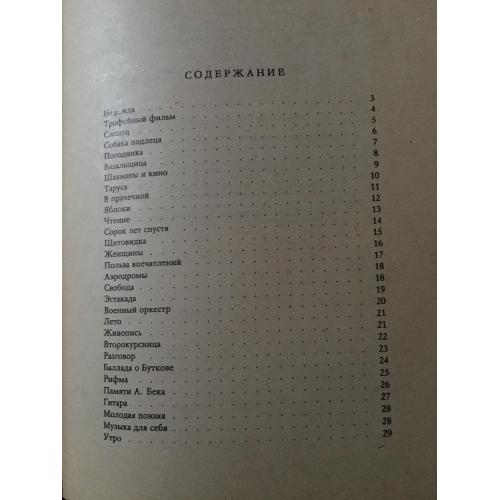 СОДЕРЖАНИЕ
Надежда 3
Трофейный фильм 4
Слепец 5
Собака подлеца 6
Погодинка 7
Вязальщица 8
Шахматы и кино 9
Таруса 10
В прачечной 11
Яблоки 12
Чтение 13
Сорок лет спустя 14
Щитовидка 15
Женщины 16
Польза впечатлений 17
Аэродромы 18
Свобода 18
Эстакада 19
Военный оркестр 20
Лето 21
Живопись 21
Второкурсница 22
Разговор 23
Баллада о Буткове 24
Рифма 25
Памяти А. Бека 26
Гитара 27
Молодая поэзия 28
Музыка для себя 28
Утро 29